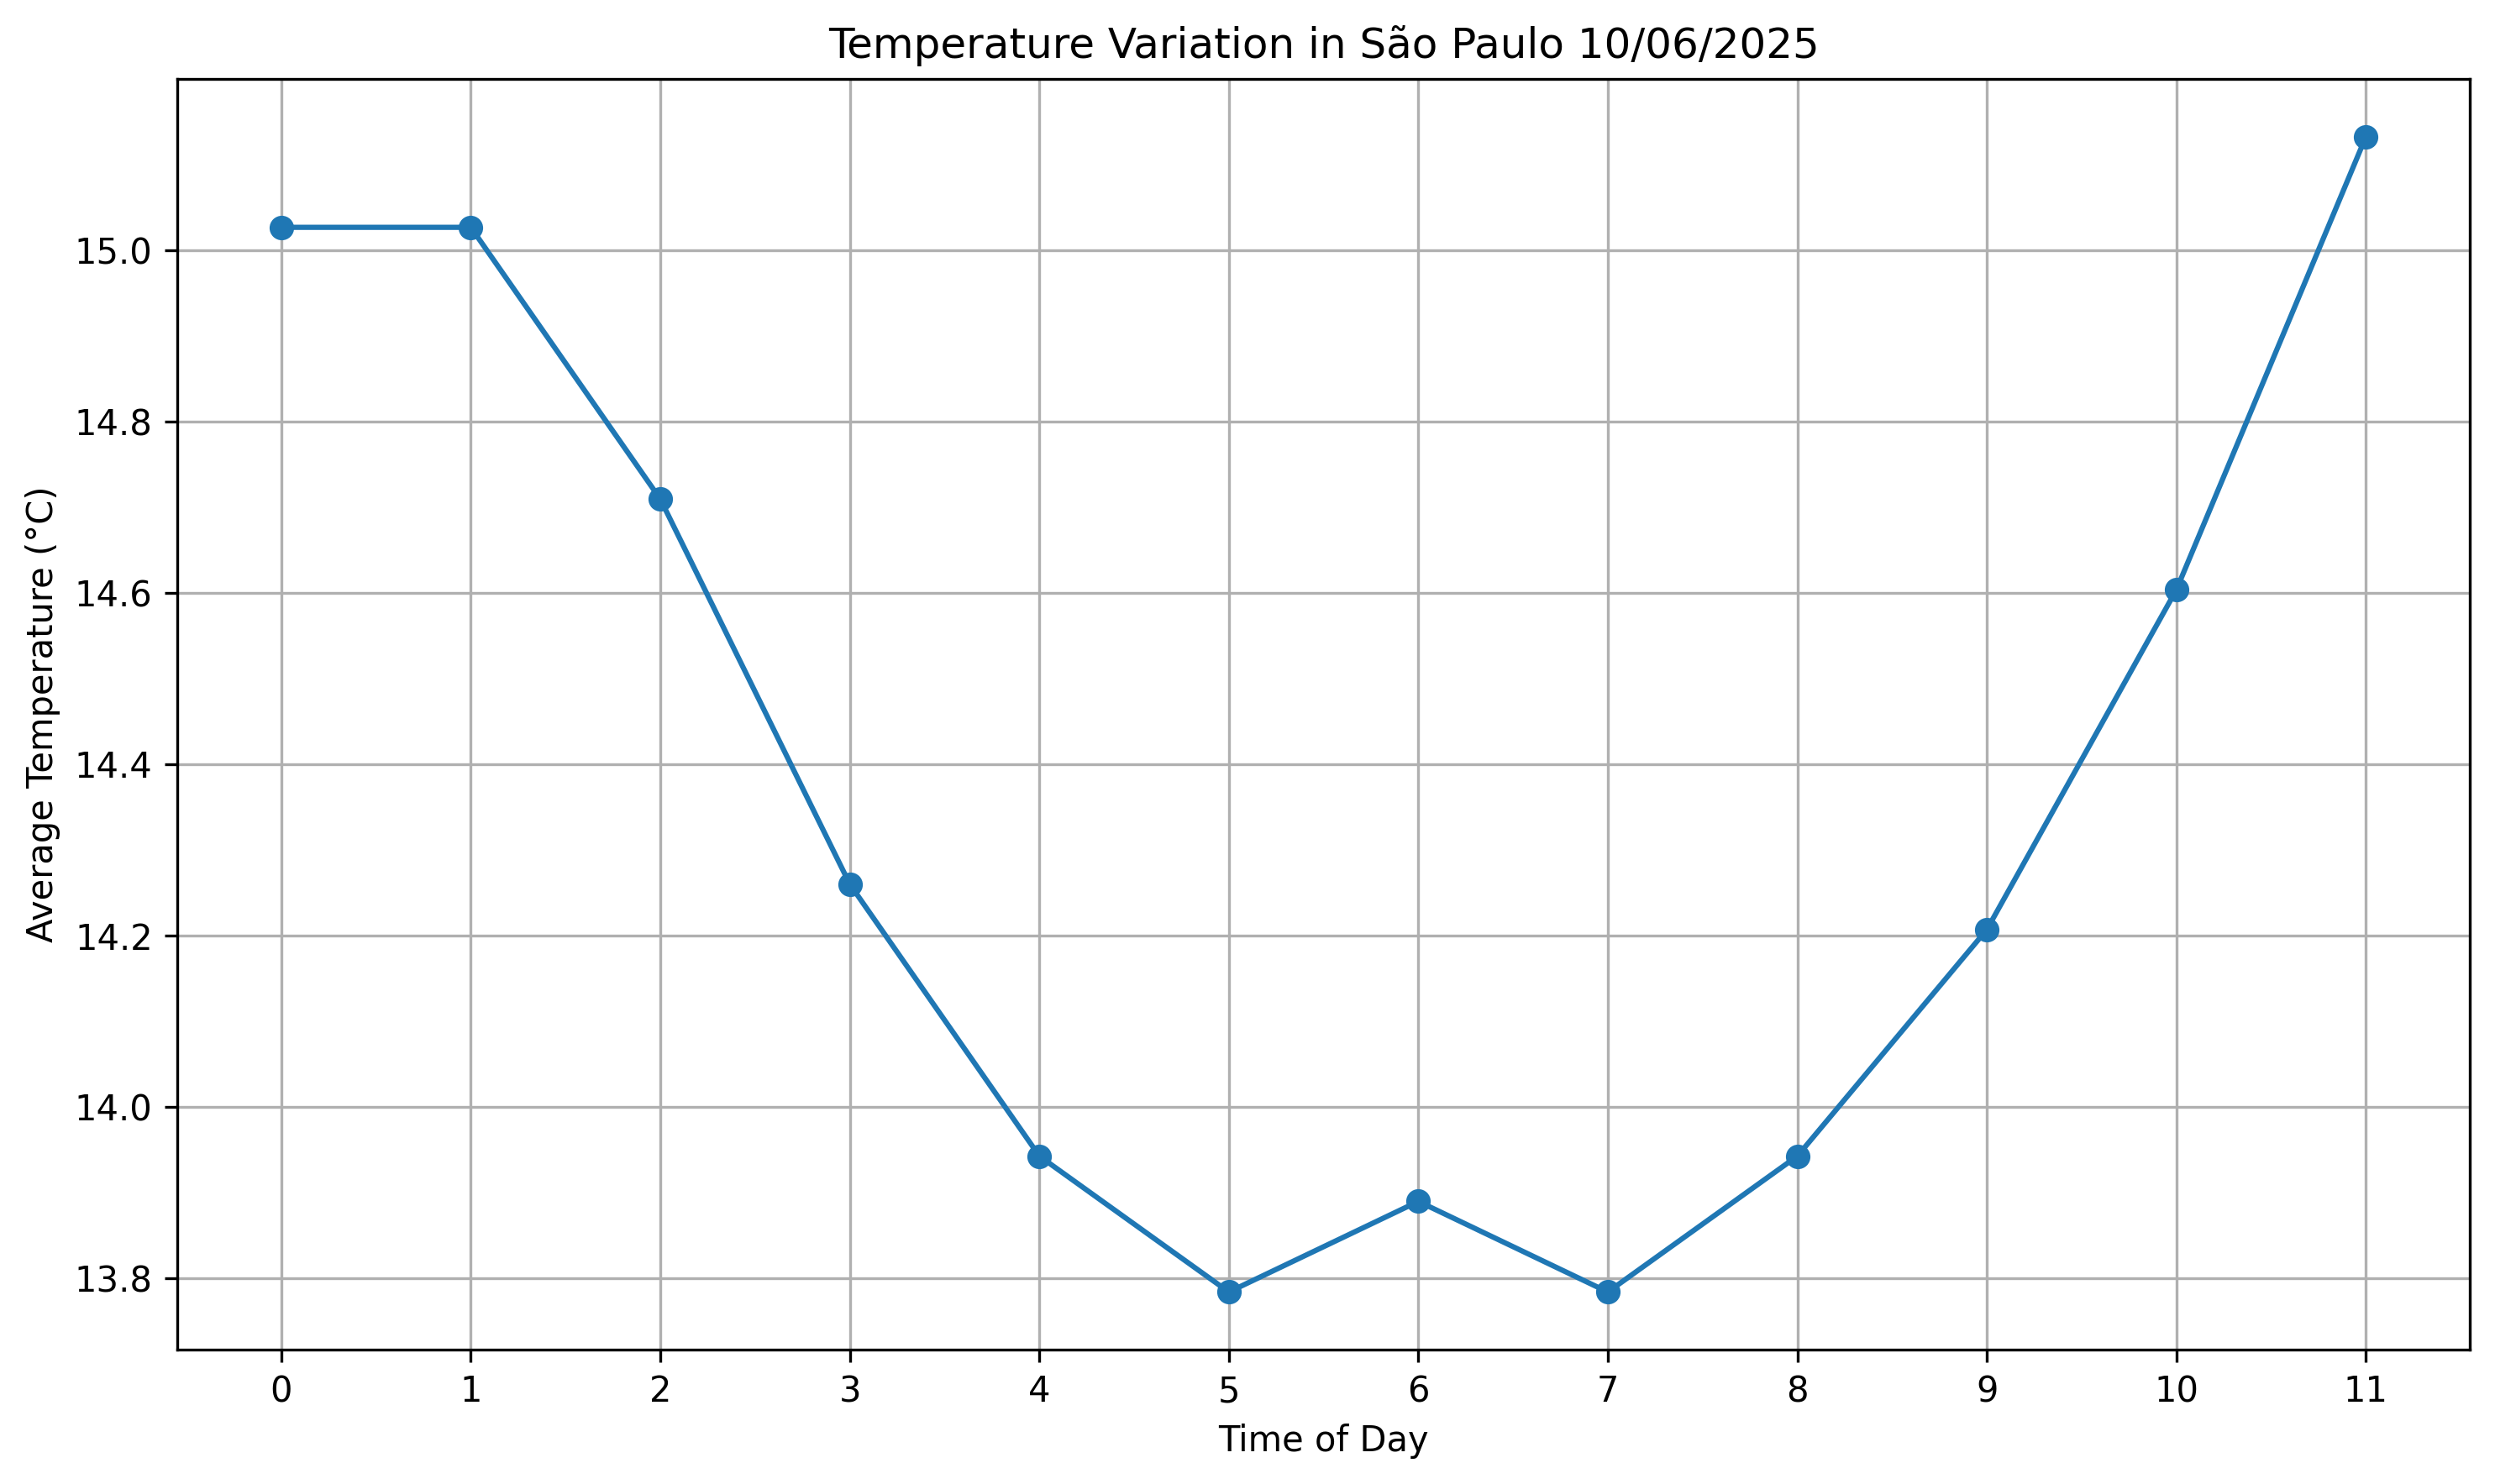 Temperature Variation in São Paulo 10/06/2025
Average Temperature (°C)
15.0
14.8
14.6
14.4
14.2
14.0
13.8
0 1 2 3 4 5 6 7 8 9 10 11
Time of Day